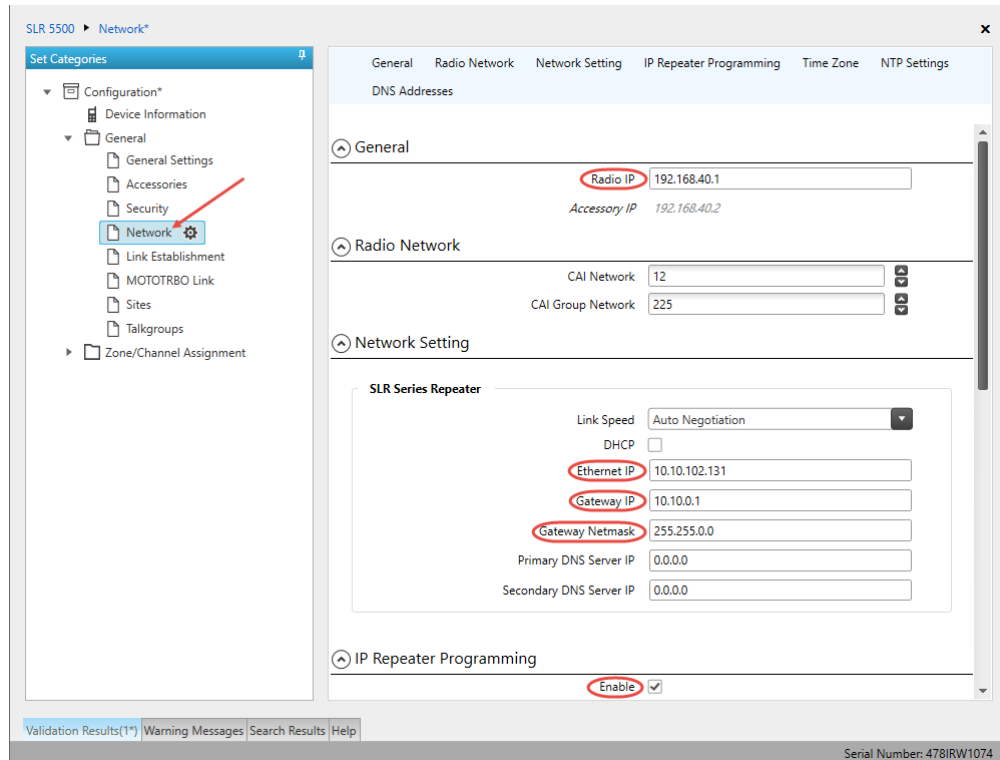 SLR 5500 Network*
Set Categories
Configuration*
Device Information
General
General Settings
Accessories
Security
Network
Link Establishment
MOTOTRBO Link
Sites
Talkgroups
Zone/Channel Assignment
General Radio Network Network Setting IP Repeater Programming Time Zone NTP Settings
DNS Addresses
General
Radio IP 192.168.40.1
Accessory IP 192.168.40.2
Radio Network
CAI Network 12
CAI Group Network 225
Network Setting
SLR Series Repeater
Link Speed Auto Negotiation
DHCP
Ethernet IP 10.10.102.131
Gateway IP 10.10.0.1
Gateway Netmask 255.255.0.0
Primary DNS Server IP 0.0.0.0
Secondary DNS Server IP 0.0.0.0
IP Repeater Programming
Enable
Validation Results(1*) Warning Messages Search Results Help
Serial Number: 478IRW1074